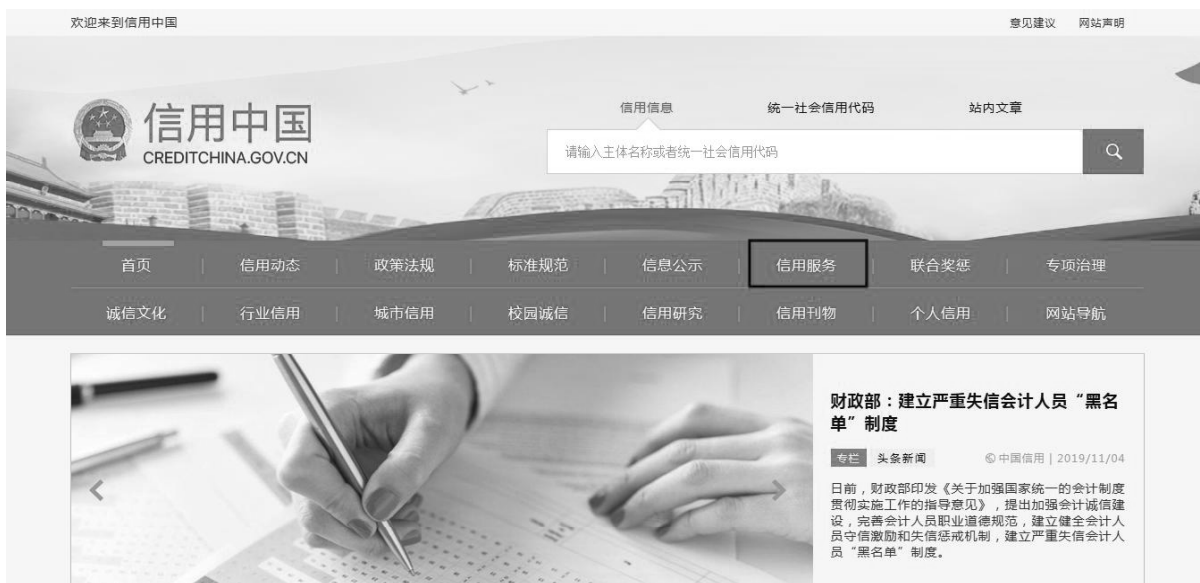 欢迎来到信用中国
意见建议 网站声明
信用信息 统一社会信用代码 站内文章
信用中国
CREDITCHINA.GOV.CN
请输入主体名称或者统一社会信用代码
首页 | 信用动态 | 政策法规 | 标准规范 | 信息公示 | 信用服务 | 联合奖惩 | 专项治理
诚信文化 | 行业信用 | 城市信用 | 校园诚信 | 信用研究 | 信用刊物 | 个人信用 | 网站导航
财政部：建立严重失信会计人员“黑名
单”制度
专栏 头条新闻 ©中国信用 | 2019/11/04
日前，财政部印发《关于加强国家统一的会计制度
贯彻实施工作的指导意见》，提出加强会计诚信建
设，完善会计人员职业道德规范，建立健全会计人
员守信激励和失信惩戒机制，建立严重失信会计人
员“黑名单”制度。